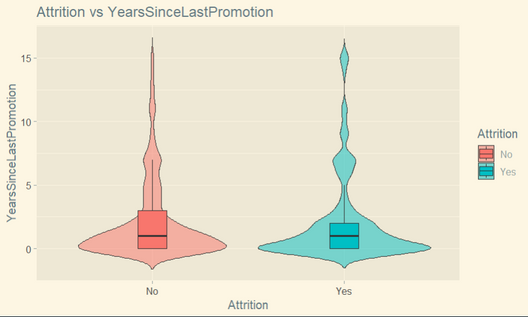 Attrition vs YearsSinceLastPromotion
YearsSinceLastPromotion
15
10
5
0
No
Yes
Attrition
Attrition
No
Yes